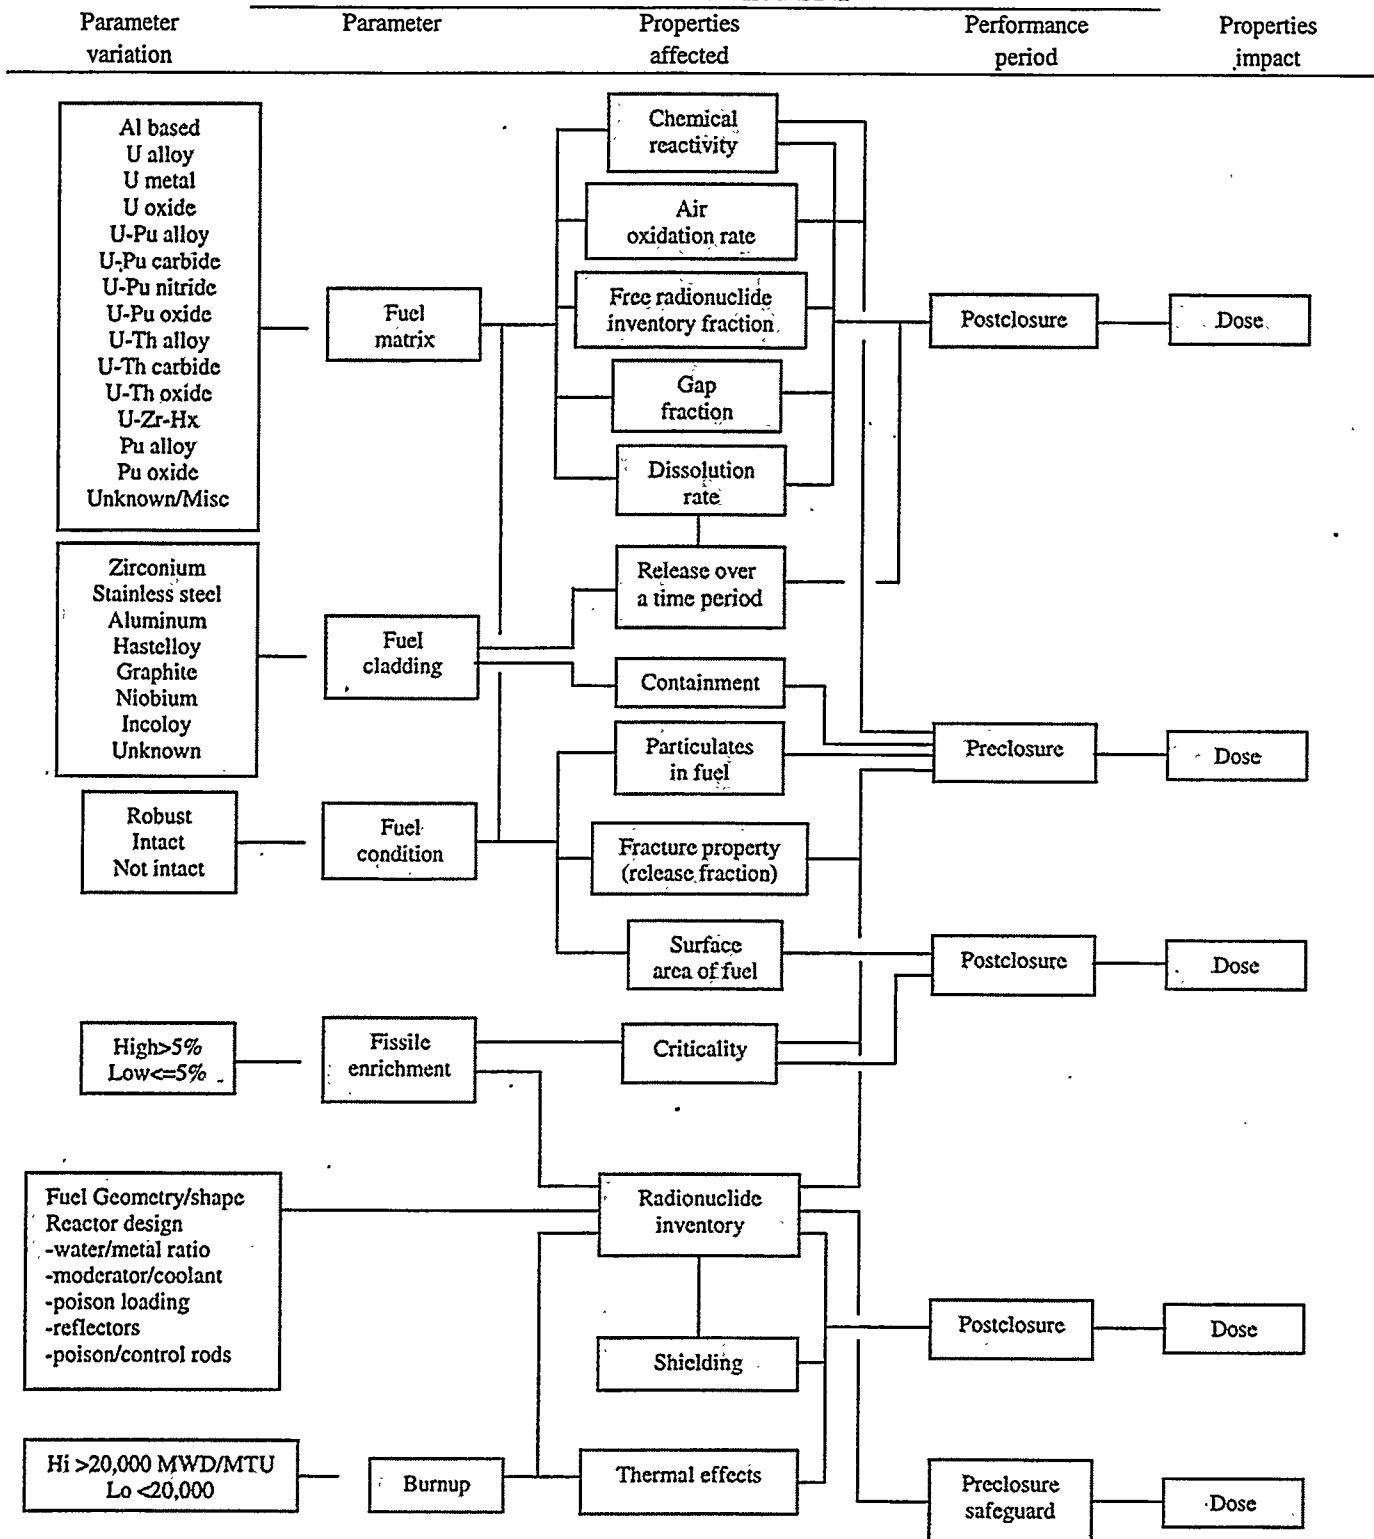 Parameter
variation
Parameter
Properties
affected
Performance
period
Properties
impact
Al based
U alloy
U metal
U oxide
U-Pu alloy
U-Pu carbide
U-Pu nitride
U-Pu oxide
U-Th alloy
U-Th carbide
U-Th oxide
U-Zr-Hx
Pu alloy
Pu oxide
Unknown/Misc
Fuel
matrix
Chemical
reactivity
Air
oxidation rate
Free radionuclide
inventory fraction
Gap
fraction
Dissolution
rate
Postclosure
Dose
Zirconium
Stainless steel
Aluminum
Hastelloy
Graphite
Niobium
Incoloy
Unknown
Fuel
cladding
Release over
a time period
Containment
Particulates
in fuel
Preclosure
Dose
Robust
Intact
Not intact
Fuel
condition
Fracture property
(release fraction)
Surface
area of fuel
Postclosure
Dose
High>5%
Low<=5%
Fissile
enrichment
Criticality
Fuel Geometry/shape
Reactor design
-water/metal ratio
-moderator/coolant
-poison loading
-reflectors
-poison/control rods
Radionuclide
inventory
Shielding
Postclosure
Dose
Hi >20,000 MWD/MTU
Lo <20,000
Burnup
Thermal effects
Preclosure
safeguard
Dose